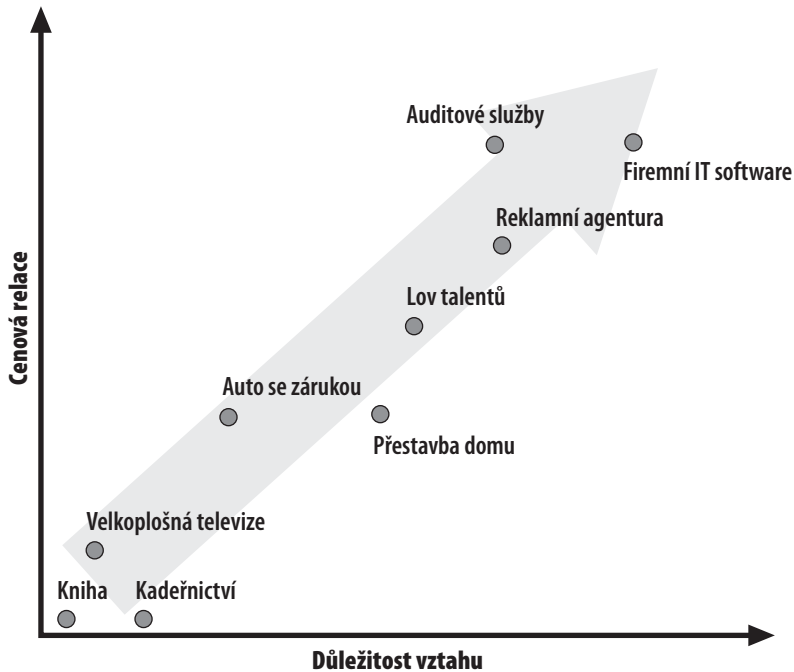 Auditové služby
Firemní IT software
Reklamní agentura
Lov talentů
Auto se zárukou
Přestavba domu
Velkoplošná televize
Kniha
Kadeřnictví
Cenová relace
Důležitost vztahu